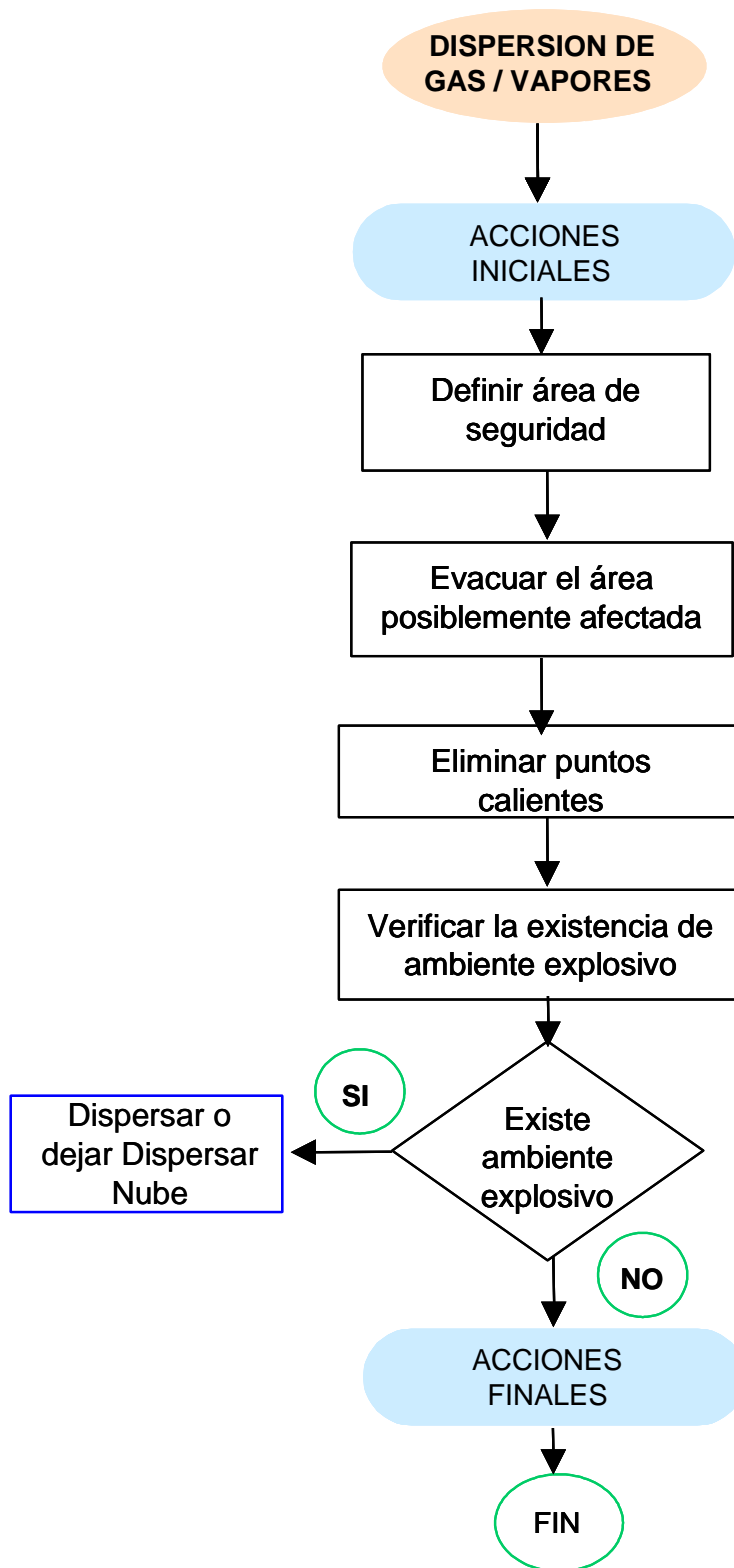 DISPERSION DE
GAS / VAPORES
ACCIONES
INICIALES
Definir área de
seguridad
Evacuar el área
posiblemente afectada
Eliminar puntos
calientes
Verificar la existencia de
ambiente explosivo
SI
Dispersar o
dejar Dispersar
Nube
Existe
ambiente
explosivo
NO
ACCIONES
FINALES
FIN